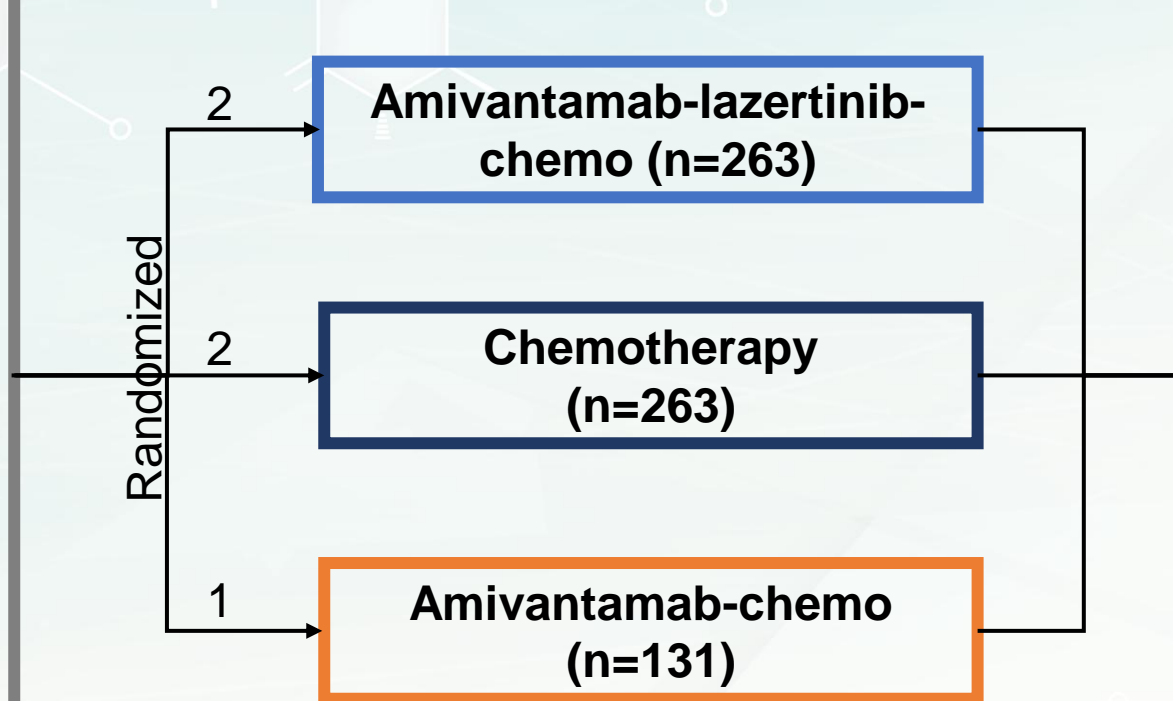 Randomized
2
Amivantamab-lazertinib-
chemo (n=263)
2
Chemotherapy
(n=263)
1
Amivantamab-chemo
(n=131)